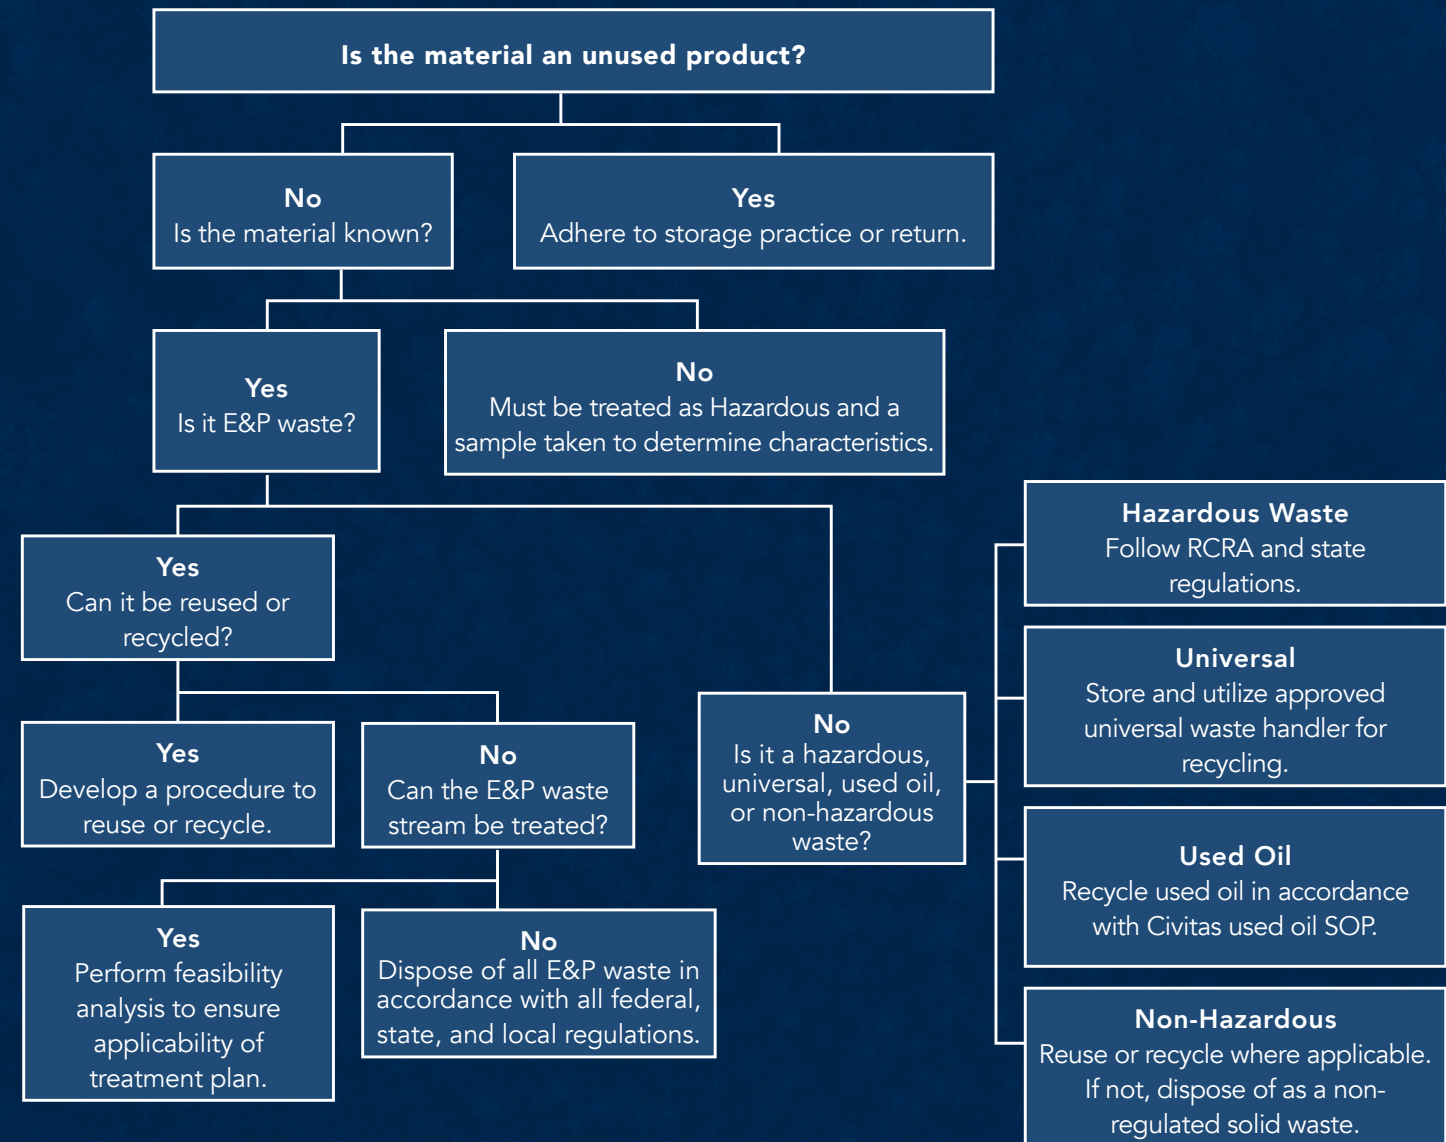 Is the material an unused product?
No
Is the material known?
Yes
Adhere to storage practice or return.
Yes
Is it E&P waste?
No
Must be treated as Hazardous and a
sample taken to determine characteristics.
Yes
Can it be reused or
recycled?
Yes
Develop a procedure to
reuse or recycle.
No
Can the E&P waste
stream be treated?
Yes
Perform feasibility
analysis to ensure
applicability of
treatment plan.
No
Dispose of all E&P waste in
accordance with all federal,
state, and local regulations.
No
Is it a hazardous,
universal, used oil,
or non-hazardous
waste?
Hazardous Waste
Follow RCRA and state
regulations.
Universal
Store and utilize approved
universal waste handler for
recycling.
Used Oil
Recycle used oil in accordance
with Civitas used oil SOP.
Non-Hazardous
Reuse or recycle where applicable.
If not, dispose of as a non-
regulated solid waste.